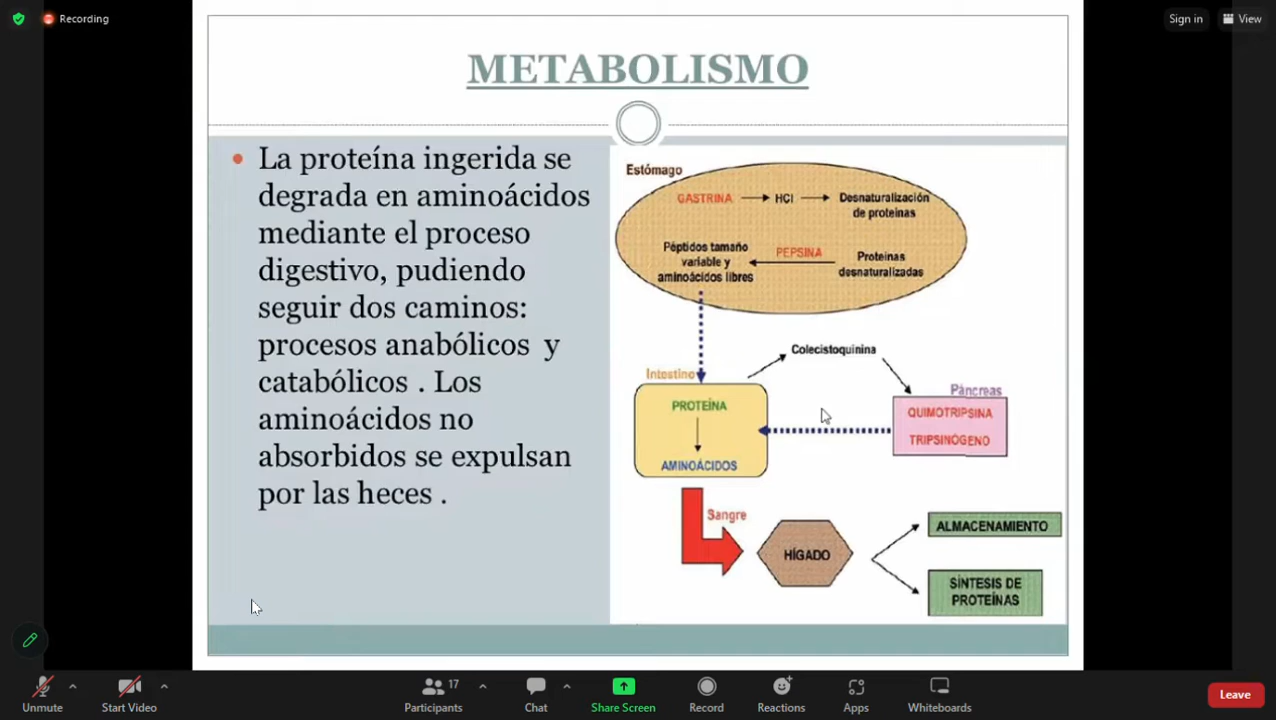 Recording
Sign in
View
METABOLISMO
• La proteína ingerida se
degrada en aminoácidos
mediante el proceso
digestivo, pudiendo
seguir dos caminos:
procesos anabólicos y
catabólicos . Los
aminoácidos no
absorbidos se expulsan
por las heces .
Estómago
GASTRINA
HCl
Desnaturalización
de proteínas
Péptidos tamaño
variable y
aminoácidos libres
PEPSINA
Proteínas
desnaturalizadas
Colecistoquinina
Intestino
PROTEÍNA
AMINOÁCIDOS
Páncreas
QUIMOTRIPSINA
TRIPSINÓGENO
Sangre
HÍGADO
ALMACENAMIENTO
SÍNTESIS DE
PROTEÍNAS
Unmute
Start Video
17
Participants
Chat
Share Screen
Record
Reactions
Apps
Whiteboards
Leave